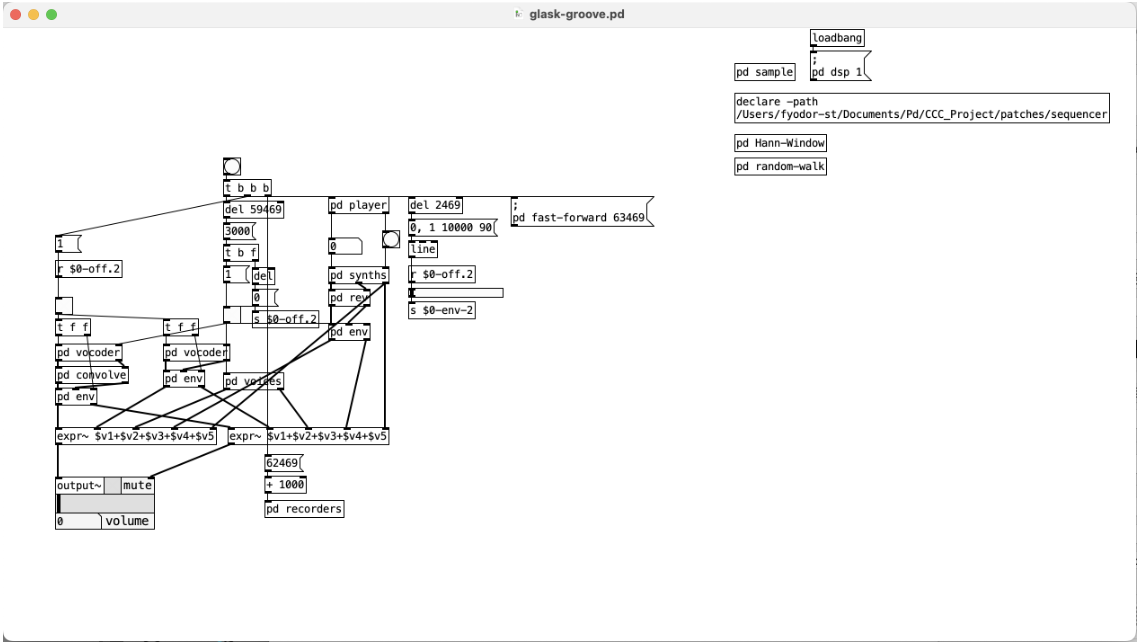 glask-groove.pd
loadbang
;
pd dsp 1
pd sample
declare -path
/Users/fyodor-st/Documents/Pd/CCC_Project/patches/sequencer
pd Hann-Window
pd random-walk
t b b b
del 59469
pd player
del 2469
;
pd fast-forward 63469
3000
0, 1 10000 90
1
0
t b f
line
r $0-off.2
1
del
pd synths
r $0-off.2
0
pd rev
s $0-off.2
s $0-env-2
t f f
t f f
pd env
pd vocoder
pd vocoder
pd convolve
pd env
pd voices
pd env
expr~ $v1+$v2+$v3+$v4+$v5
expr~ $v1+$v2+$v3+$v4+$v5
62469
output~
mute
+ 1000
pd recorders
0
volume